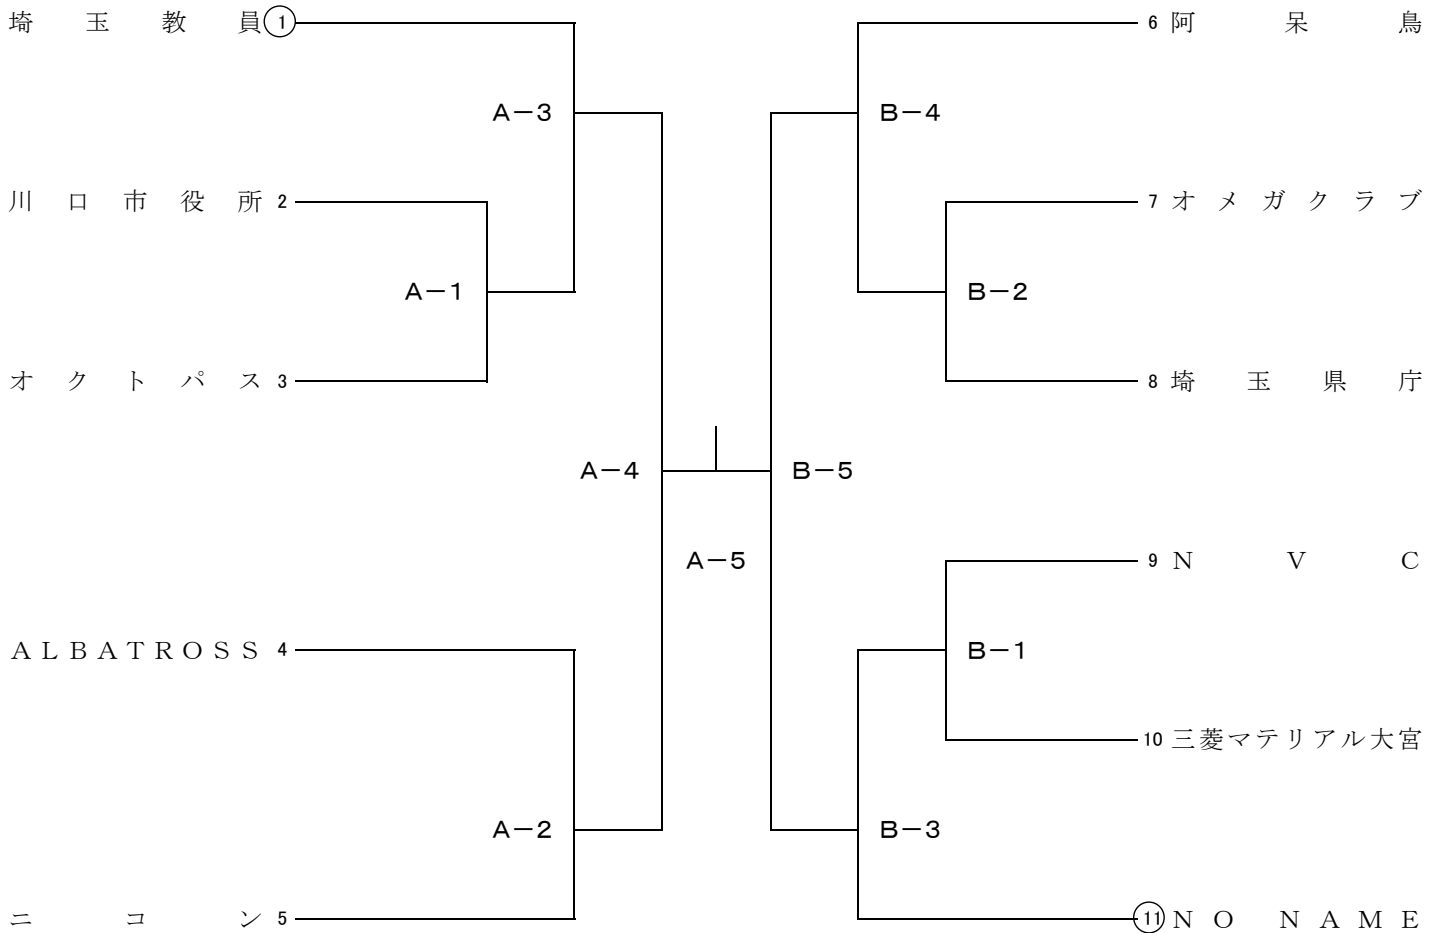 埼玉教員 ①
6 阿呆鳥
A－3
B－4
川口市役所 2
7 オメガクラブ
A－1
B－2
オクトパス 3
8 埼玉県庁
A－4
B－5
A－5
9 NVC
ALBATROSS 4
B－1
10 三菱マテリアル大宮
A－2
B－3
ニコン 5
⑪ NO NAME